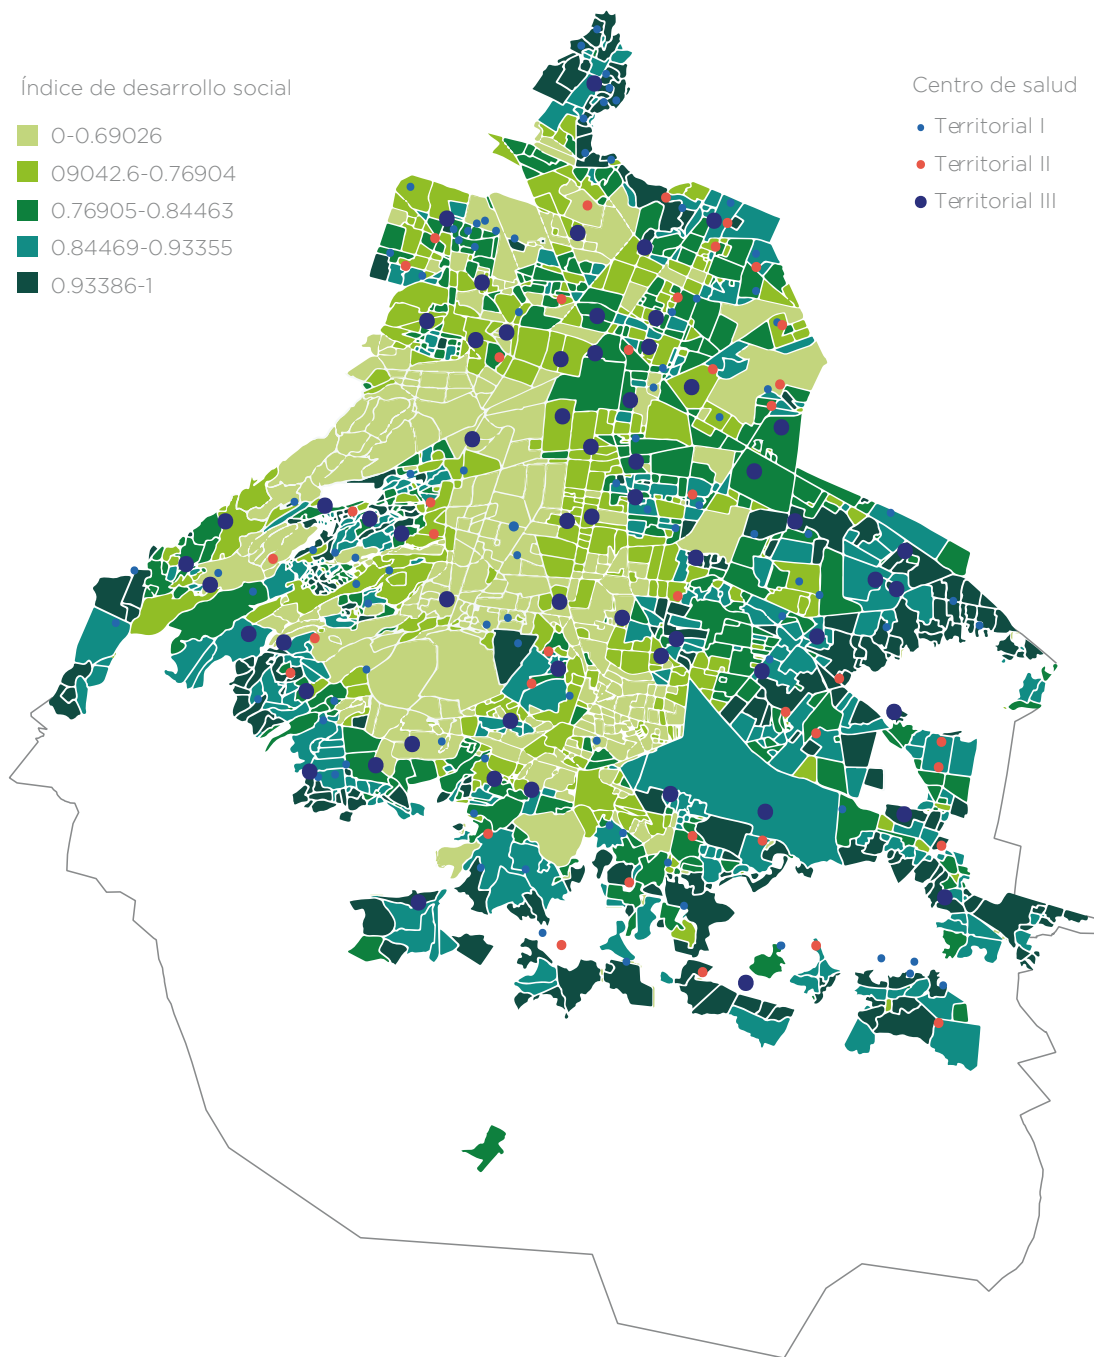 Índice de desarrollo social
0-0.69026
09042.6-0.76904
0.76905-0.84463
0.84469-0.93355
0.93386-1
Centro de salud
Territorial I
Territorial II
Territorial III